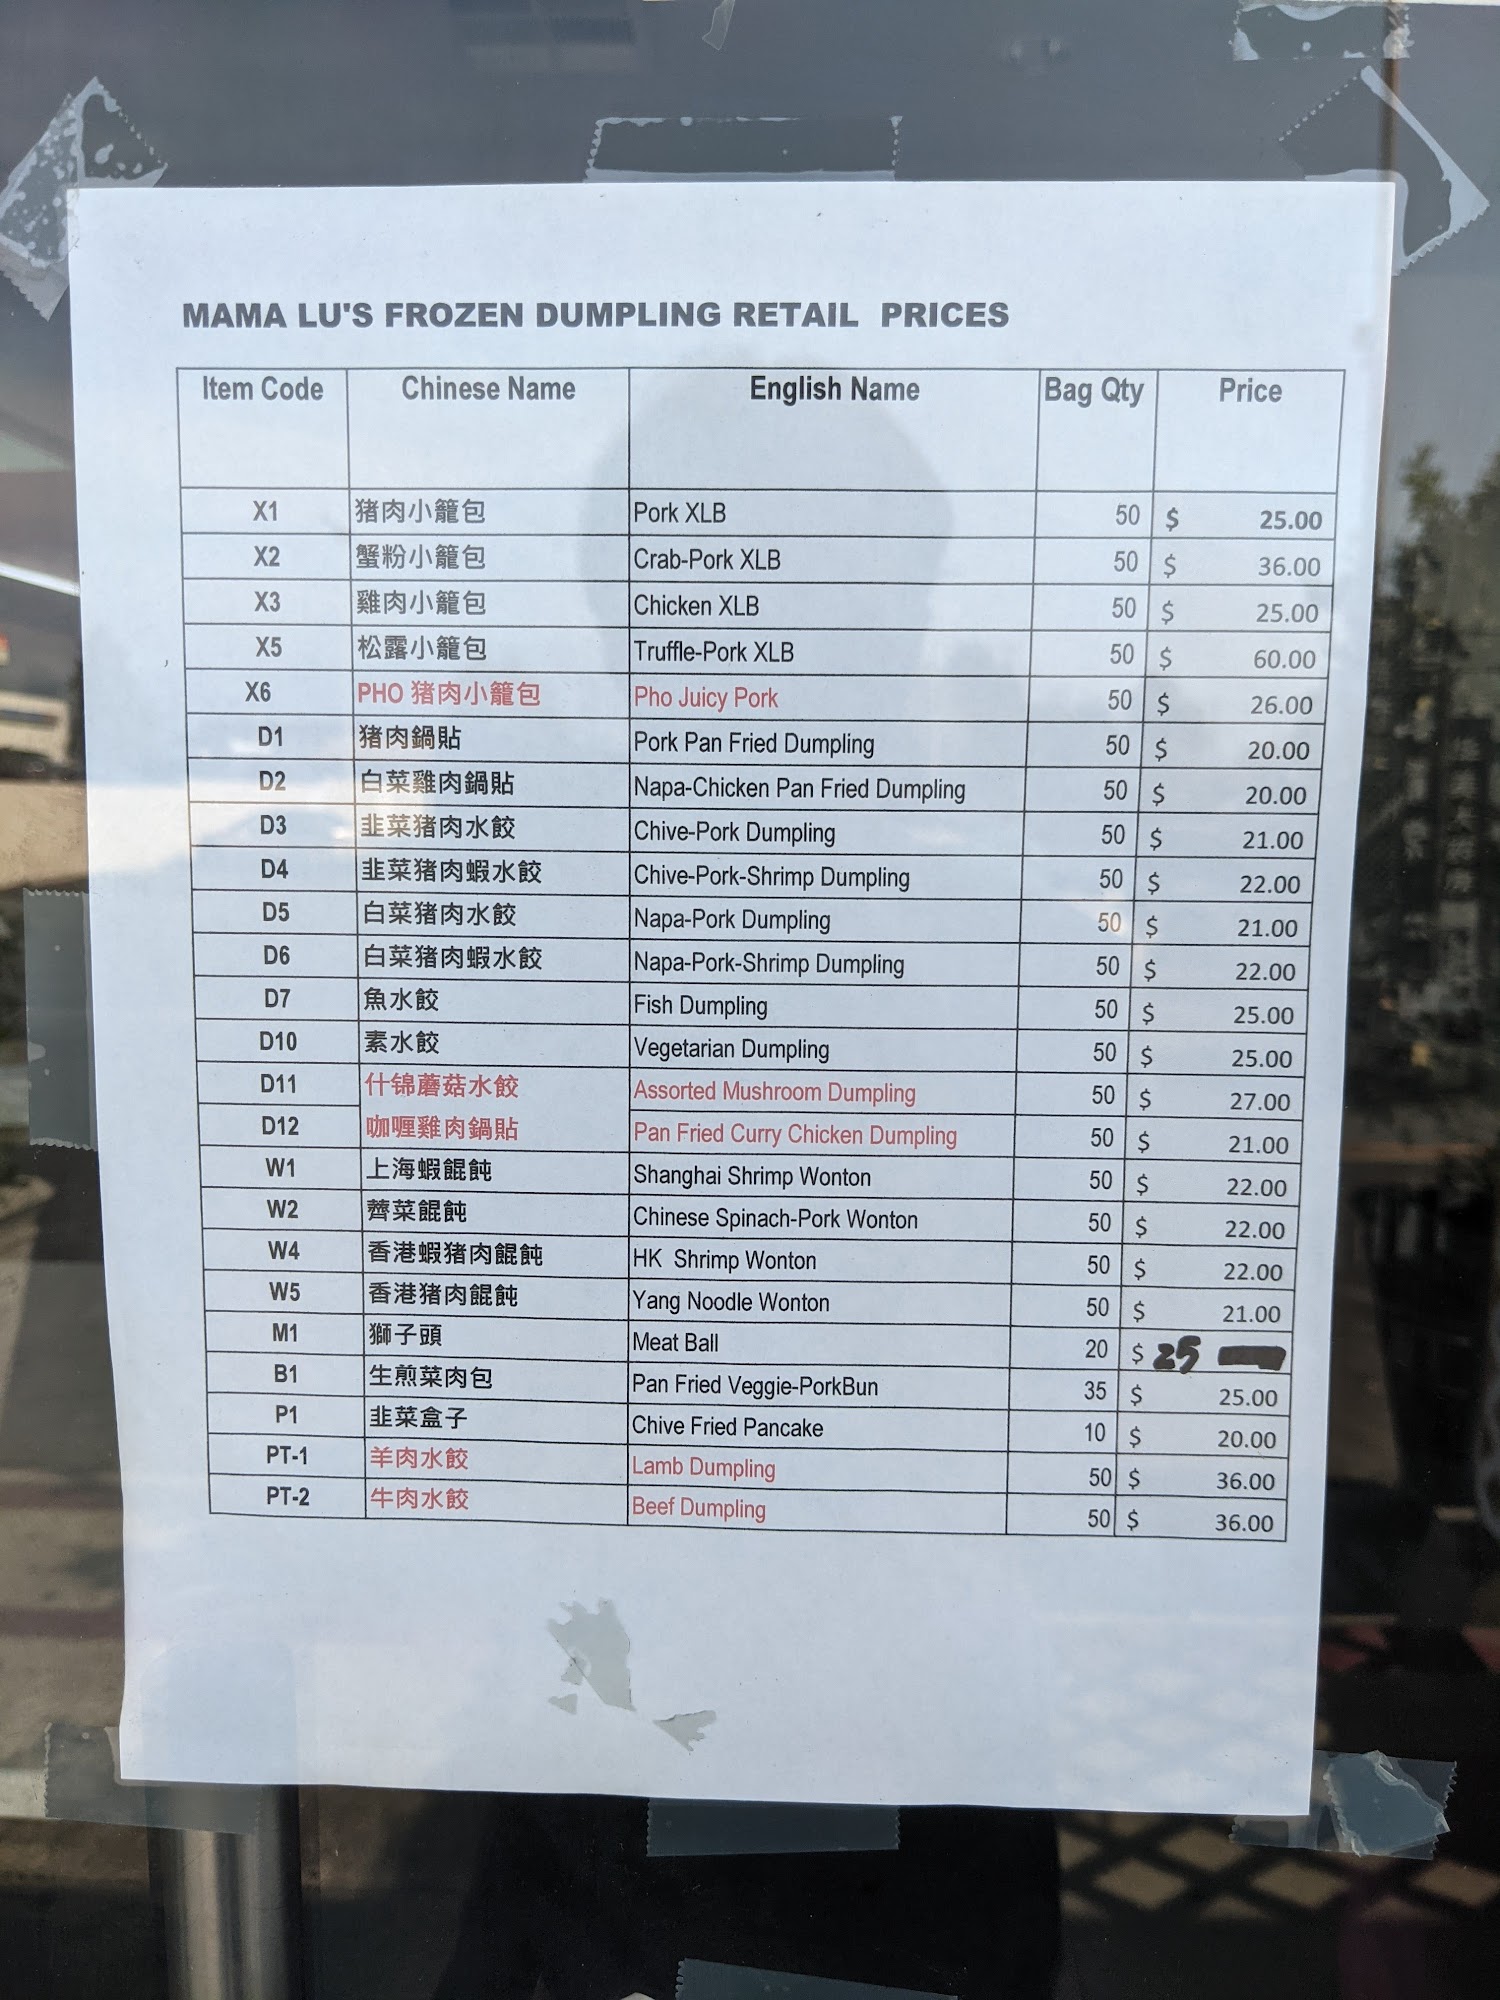 MAMA LU'S FROZEN DUMPLING RETAIL PRICES
Item Code Chinese Name English Name Bag Qty Price
X1 猪肉小籠包 Pork XLB 50 $ 25.00
X2 蟹粉小籠包 Crab-Pork XLB 50 $ 36.00
X3 雞肉小籠包 Chicken XLB 50 $ 25.00
X5 松露小籠包 Truffle-Pork XLB 50 $ 60.00
X6 PHO 猪肉小籠包 Pho Juicy Pork 50 $ 26.00
D1 猪肉鍋貼 Pork Pan Fried Dumpling 50 $ 20.00
D2 白菜雞肉鍋貼 Napa-Chicken Pan Fried Dumpling 50 $ 20.00
D3 韭菜猪肉水餃 Chive-Pork Dumpling 50 $ 21.00
D4 韭菜猪肉蝦水餃 Chive-Pork-Shrimp Dumpling 50 $ 22.00
D5 白菜猪肉水餃 Napa-Pork Dumpling 50 $ 21.00
D6 白菜猪肉蝦水餃 Napa-Pork-Shrimp Dumpling 50 $ 22.00
D7 魚水餃 Fish Dumpling 50 $ 25.00
D10 素水餃 Vegetarian Dumpling 50 $ 25.00
D11 什锦蘑菇水餃 Assorted Mushroom Dumpling 50 $ 27.00
D12 咖喱雞肉鍋貼 Pan Fried Curry Chicken Dumpling 50 $ 21.00
W1 上海蝦餛飩 Shanghai Shrimp Wonton 50 $ 22.00
W2 薺菜餛飩 Chinese Spinach-Pork Wonton 50 $ 22.00
W4 香港蝦猪肉餛飩 HK Shrimp Wonton 50 $ 22.00
W5 香港猪肉餛飩 Yang Noodle Wonton 50 $ 21.00
M1 獅子頭 Meat Ball 20 $ 25
B1 生煎菜肉包 Pan Fried Veggie-PorkBun 35 $ 25.00
P1 韭菜盒子 Chive Fried Pancake 10 $ 20.00
PT-1 羊肉水餃 Lamb Dumpling 50 $ 36.00
PT-2 牛肉水餃 Beef Dumpling 50 $ 36.00